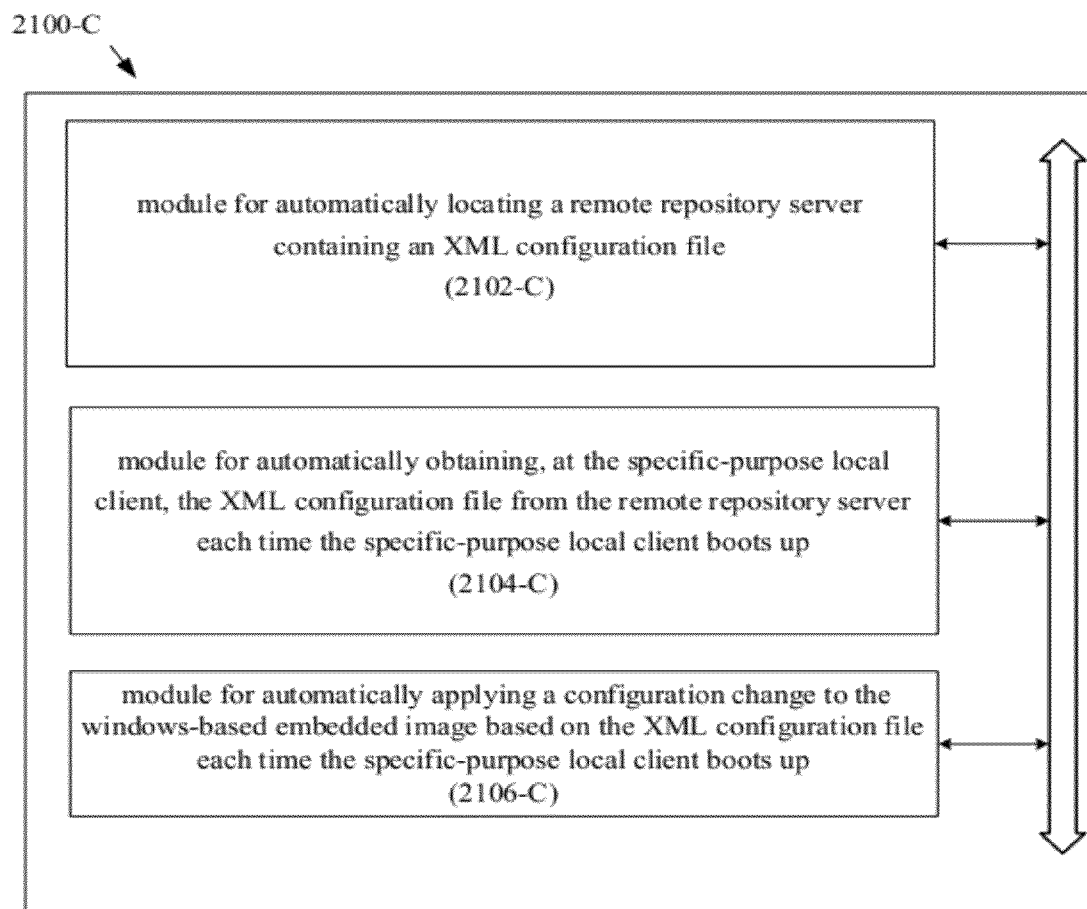 2100-C
module for automatically locating a remote repository server
containing an XML configuration file
(2102-C)
module for automatically obtaining, at the specific-purpose local
client, the XML configuration file from the remote repository server
each time the specific-purpose local client boots up
(2104-C)
module for automatically applying a configuration change to the
windows-based embedded image based on the XML configuration file
each time the specific-purpose local client boots up
(2106-C)